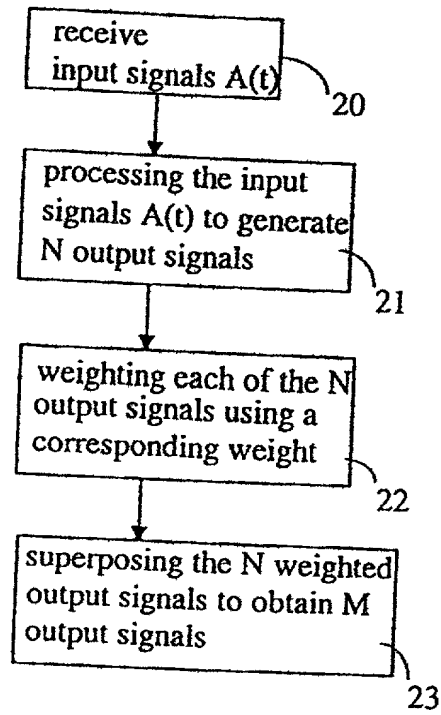 receive
input signals A(t)
20
processing the input
signals A(t) to generate
N output signals
21
weighting each of the N
output signals using a
corresponding weight
22
superposing the N weighted
output signals to obtain M
output signals
23